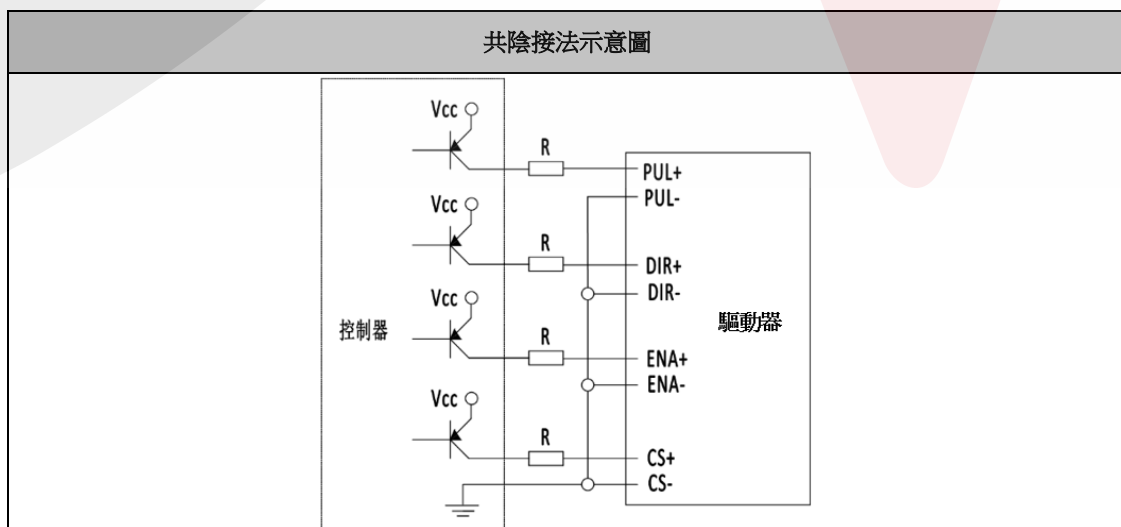 共陰接法示意圖
Vcc
R
PUL+
PUL-
Vcc
R
DIR+
DIR-
Vcc
驅動器
控制器
R
ENA+
ENA-
Vcc
R
CS+
CS-